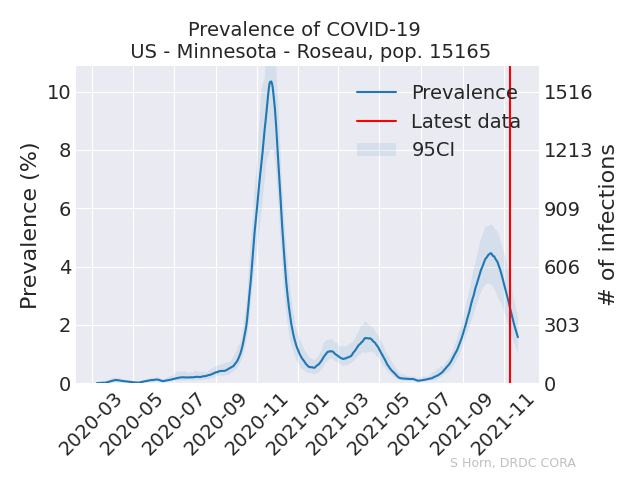 Prevalence of COVID-19
US - Minnesota - Roseau, pop. 15165
Prevalence (%)
10
8
6
4
2
0
Prevalence
Latest data
95CI
1516
1213
909
606
303
0
# of infections
2020-03
2020-05
2020-07
2020-09
2020-11
2021-01
2021-03
2021-05
2021-07
2021-09
2021-11
S Horn, DRDC CORA